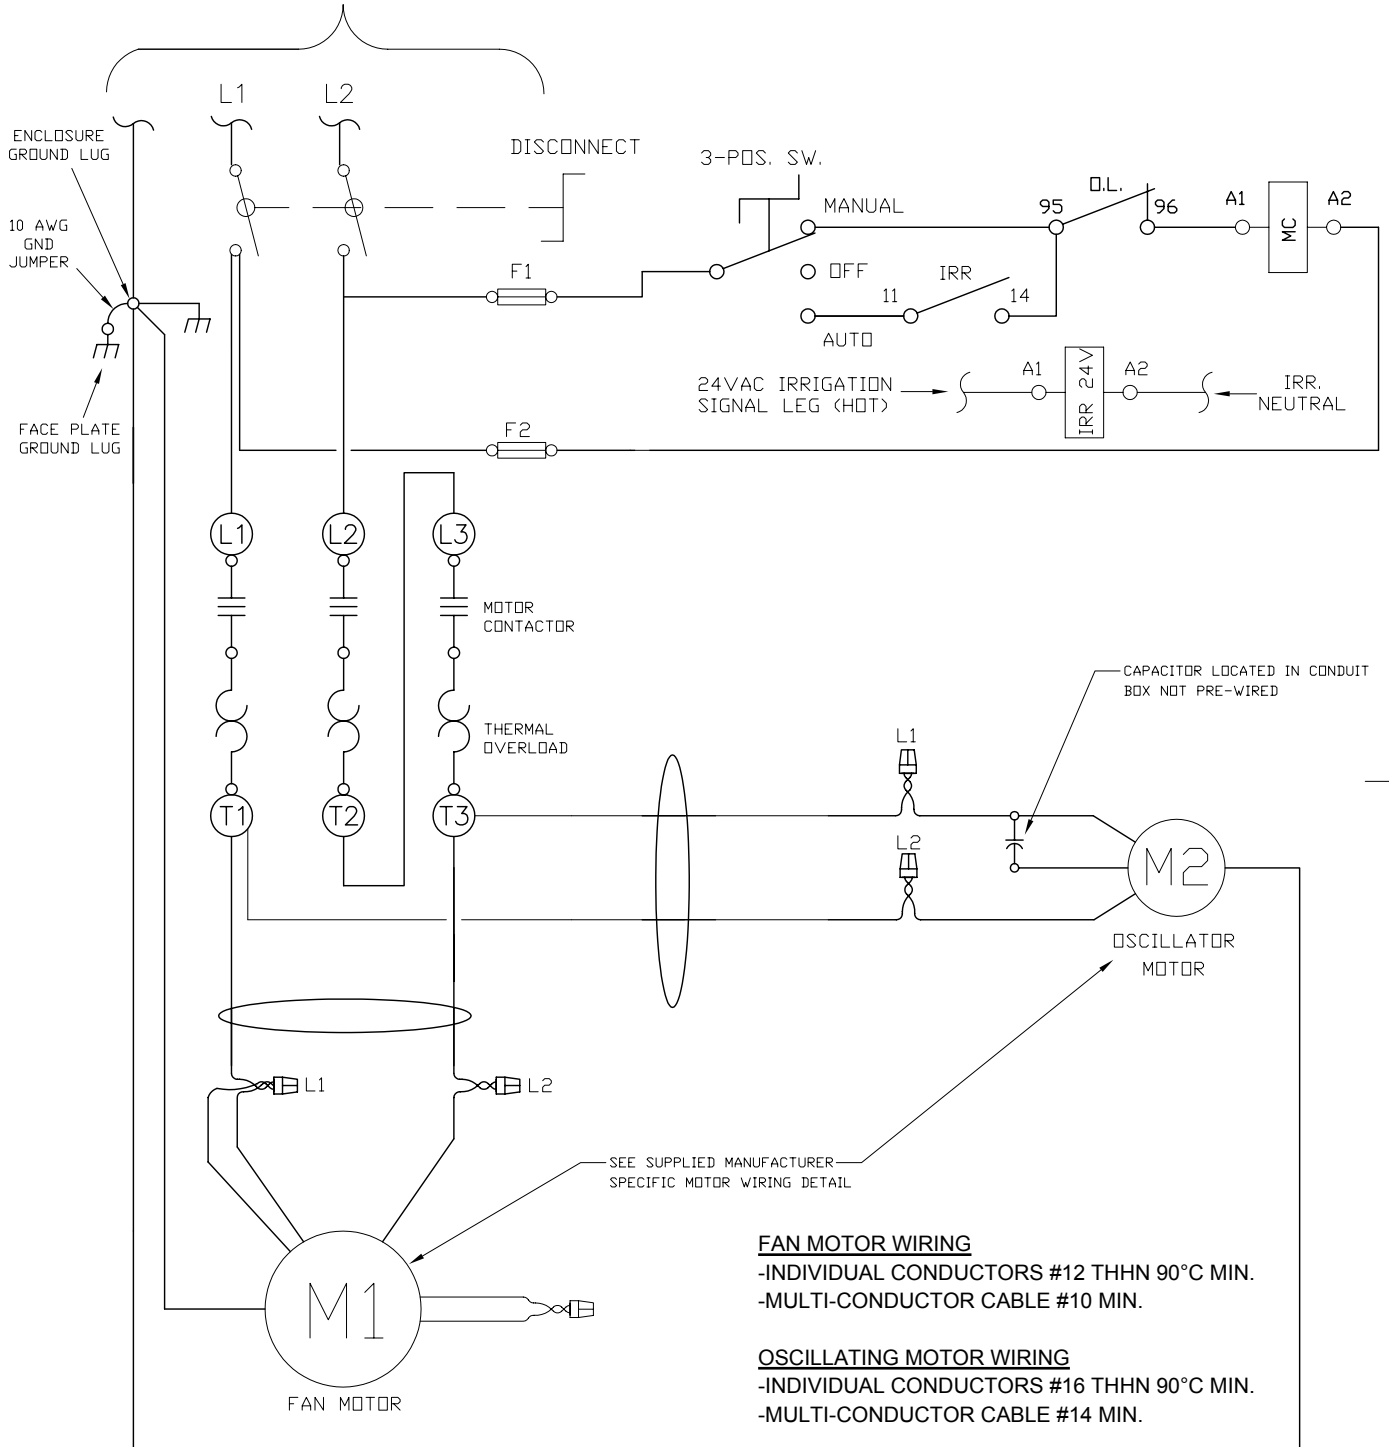 L1
L2
ENCLOSURE
GROUND LUG
DISCONNECT
3-POS. SW.
MANUAL
OFF
AUTO
IRR
11
14
95
O.L.
96
A1
MC
A2
10 AWG
GND
JUMPER
F1
24VAC IRRIGATION
SIGNAL LEG (HOT)
A1
IRR 24V
A2
IRR.
NEUTRAL
FACE PLATE
GROUND LUG
F2
L1
L2
L3
MOTOR
CONTACTOR
CAPACITOR LOCATED IN CONDUIT
BOX NOT PRE-WIRED
THERMAL
OVERLOAD
L1
T1
T2
T3
L2
M2
OSCILLATOR
MOTOR
L1
L2
SEE SUPPLIED MANUFACTURER
SPECIFIC MOTOR WIRING DETAIL
M1
FAN MOTOR
FAN MOTOR WIRING
-INDIVIDUAL CONDUCTORS #12 THHN 90°C MIN.
-MULTI-CONDUCTOR CABLE #10 MIN.
OSCILLATING MOTOR WIRING
-INDIVIDUAL CONDUCTORS #16 THHN 90°C MIN.
-MULTI-CONDUCTOR CABLE #14 MIN.